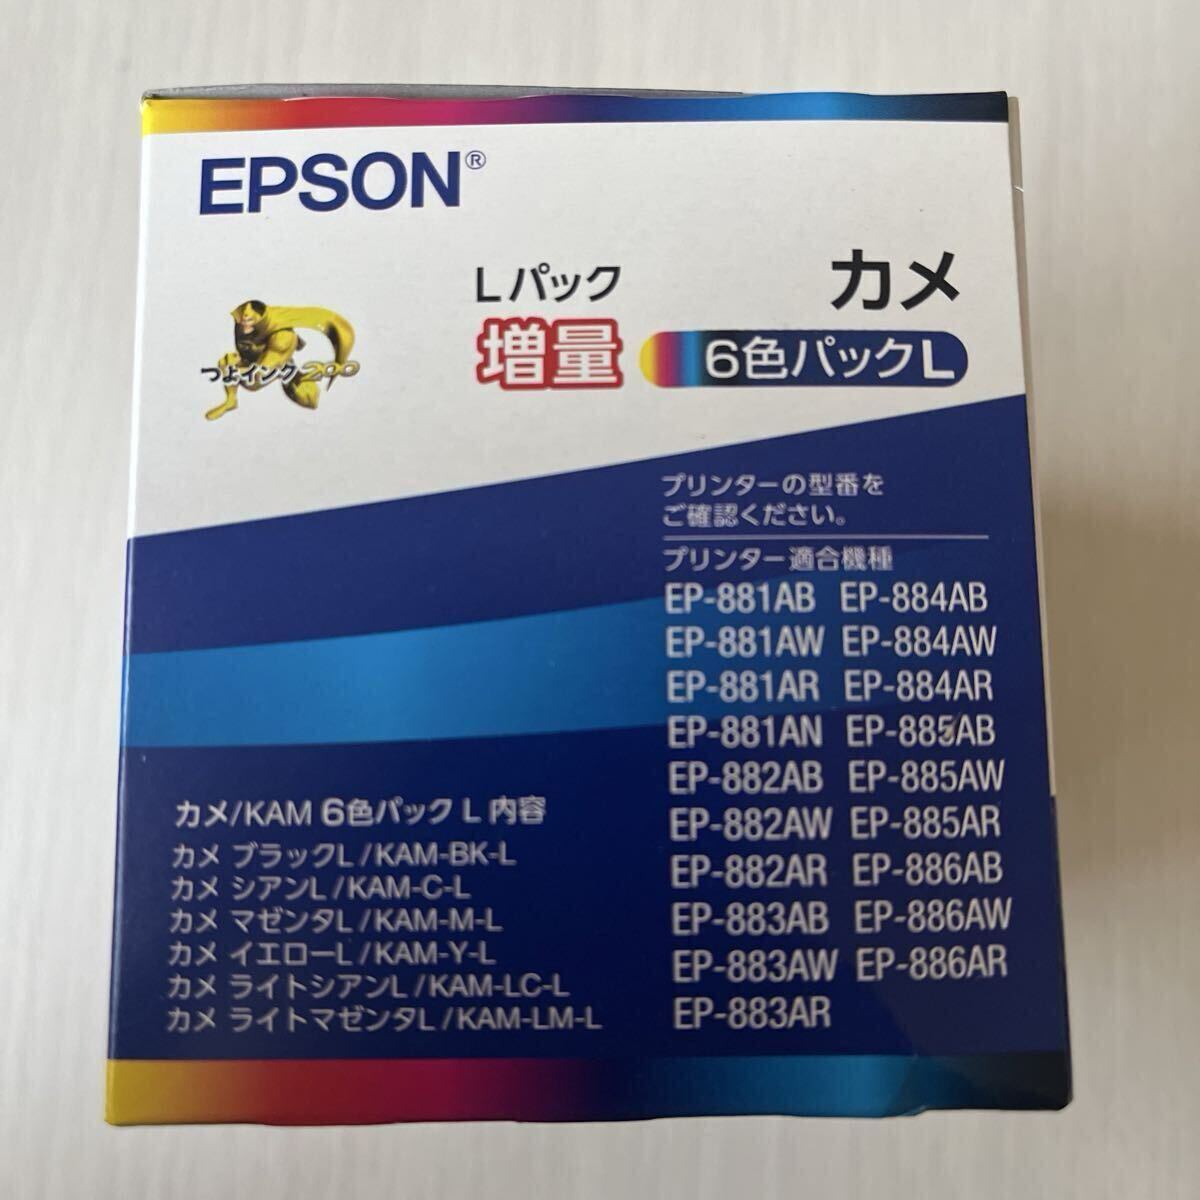 EPSON®
Lパック
増量
カメ
6色パックL
つよインク200
プリンターの型番を
ご確認ください。
プリンター適合機種
EP-881AB EP-884AB
EP-881AW EP-884AW
EP-881AR EP-884AR
EP-881AN EP-885AB
EP-882AB EP-885AW
EP-882AW EP-885AR
EP-882AR EP-886AB
EP-883AB EP-886AW
EP-883AW EP-886AR
EP-883AR
カメ/KAM 6色パック L 内容
カメ ブラックL/KAM-BK-L
カメ シアンL/KAM-C-L
カメ マゼンタL/KAM-M-L
カメ イエローL/KAM-Y-L
カメ ライトシアンL/KAM-LC-L
カメ ライトマゼンタL/KAM-LM-L